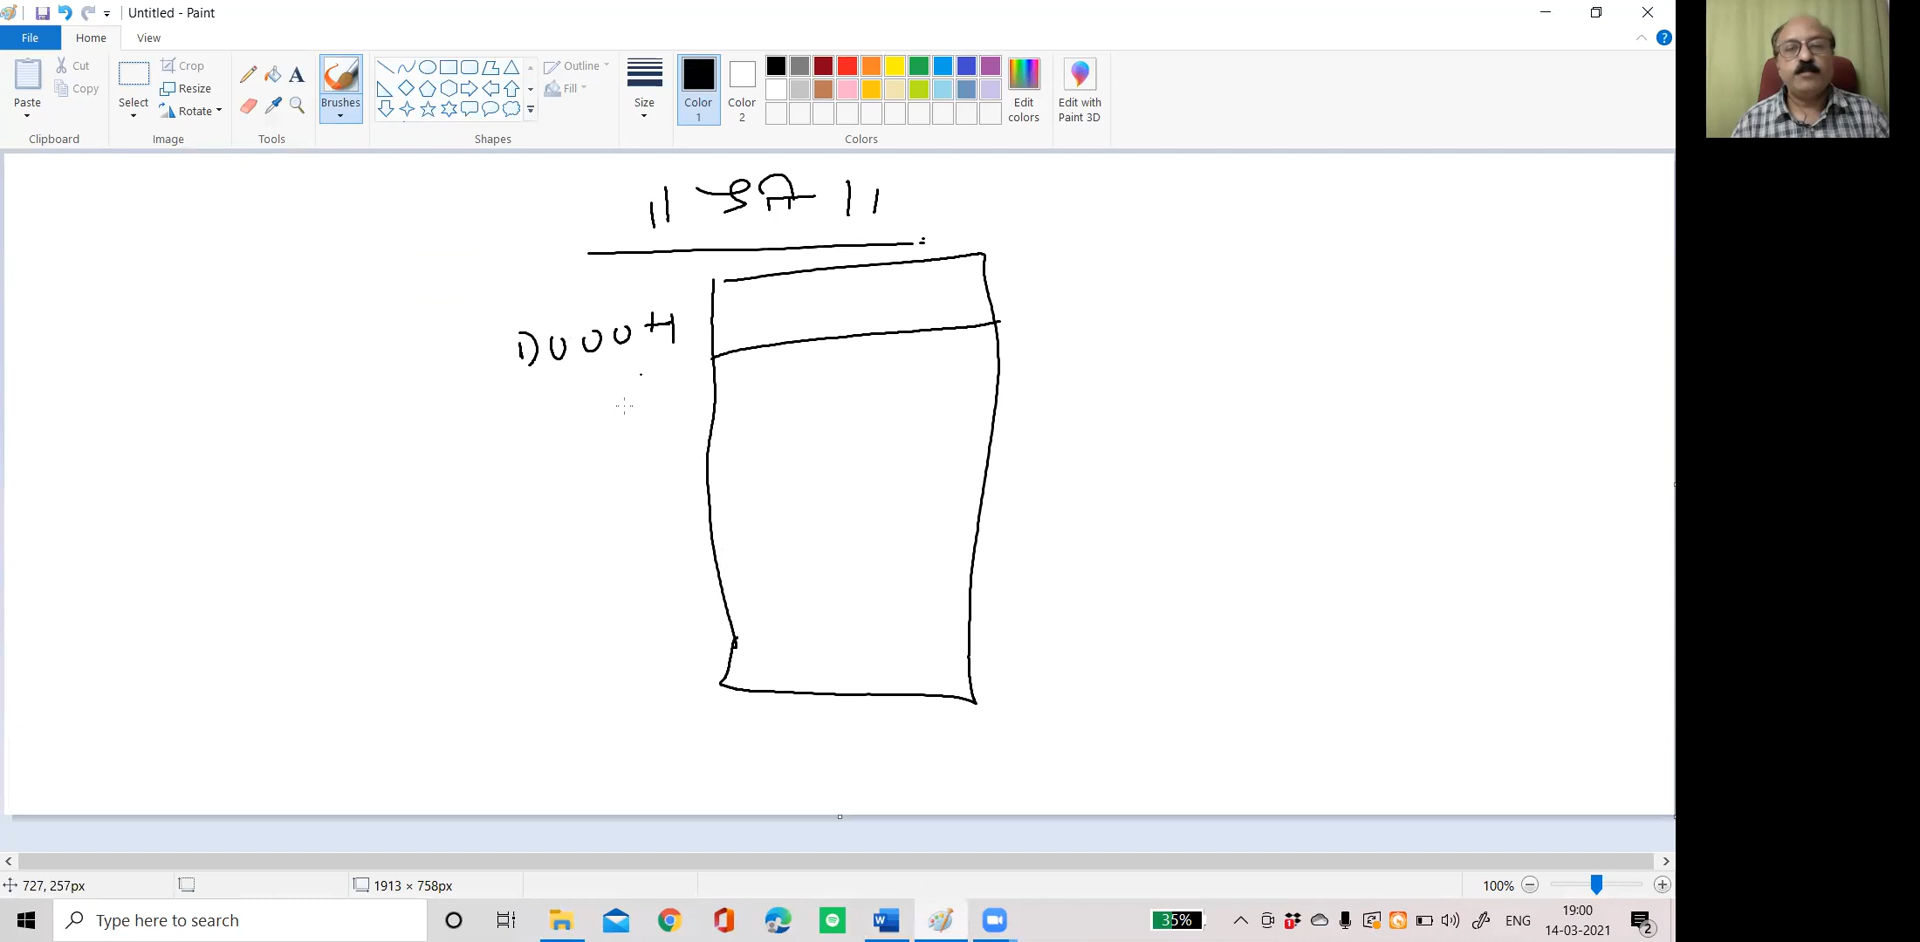 Untitled - Paint
File Home View
Paste
Cut
Copy
Clipboard
Select
Crop
Resize
Rotate
Image
Tools
Brushes
Shapes
Outline
Fill
Size
Color 1
Color 2
Edit colors
Edit with Paint 3D
Colors
D000H
727, 257px
1913 × 758px
100%
Type here to search
35%
ENG
19:00
14-03-2021
2